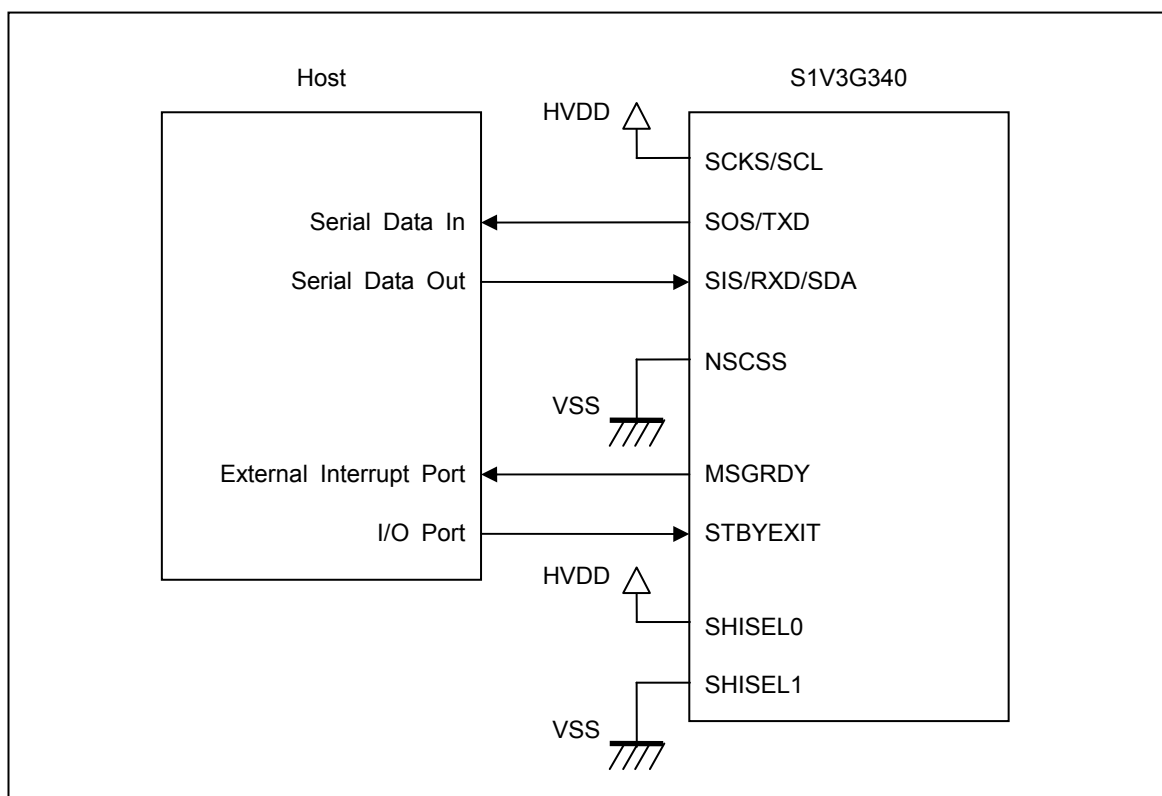 Host
S1V3G340
HVDD
SCKS/SCL
Serial Data In
SOS/TXD
Serial Data Out
SIS/RXD/SDA
NSCSS
VSS
External Interrupt Port
MSGRDY
I/O Port
STBYEXIT
HVDD
SHISEL0
SHISEL1
VSS